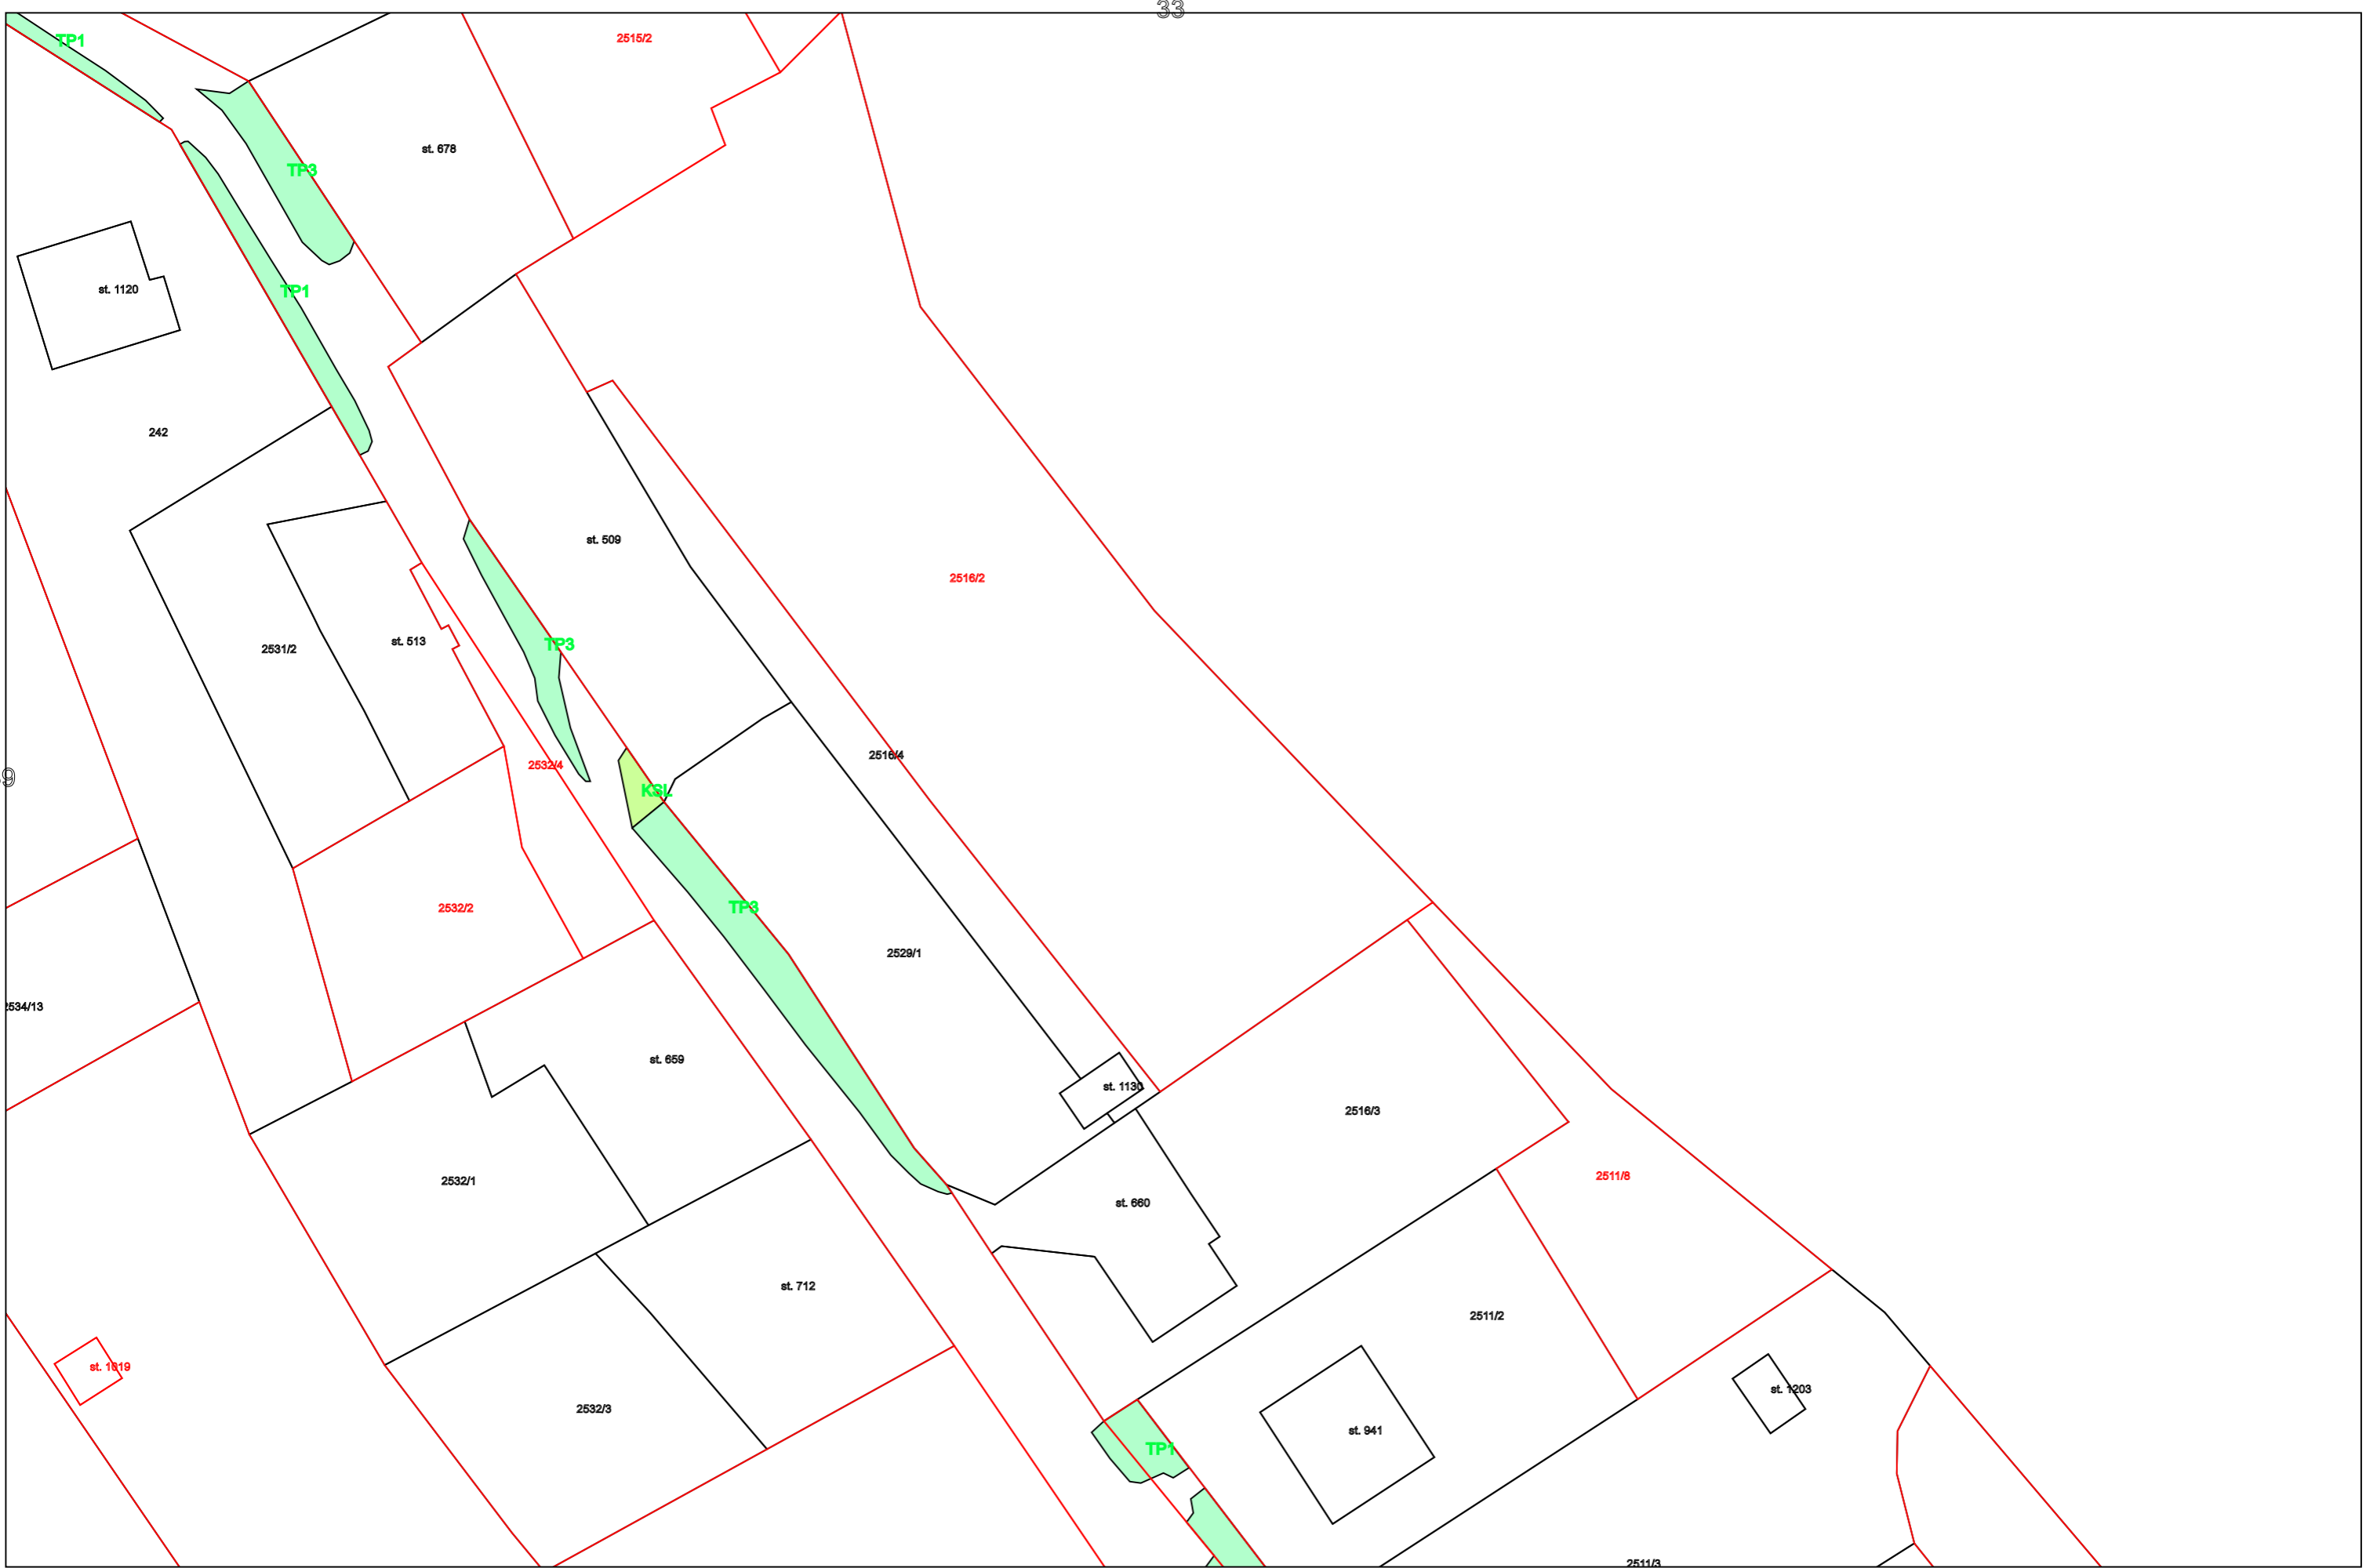 33
TP1
2515/2
st. 678
TP3
st. 1120
TP1
242
st. 509
2516/2
st. 513
TP3
2531/2
2516/4
2532/4
9
KSL
2532/2
TP3
2529/1
2534/13
st. 659
st. 1130
2516/3
2511/8
2532/1
st. 660
st. 712
2511/2
st. 1019
st. 1203
2532/3
st. 941
TP1
2511/3